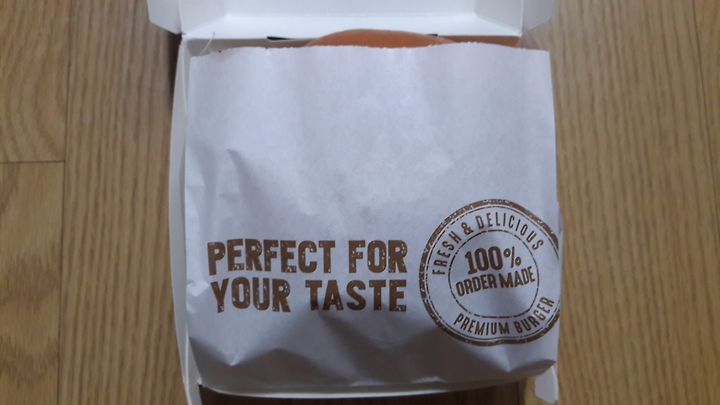 PERFECT FOR
YOUR TASTE
FRESH & DELICIOUS
100%
ORDER MADE
PREMIUM BURGER